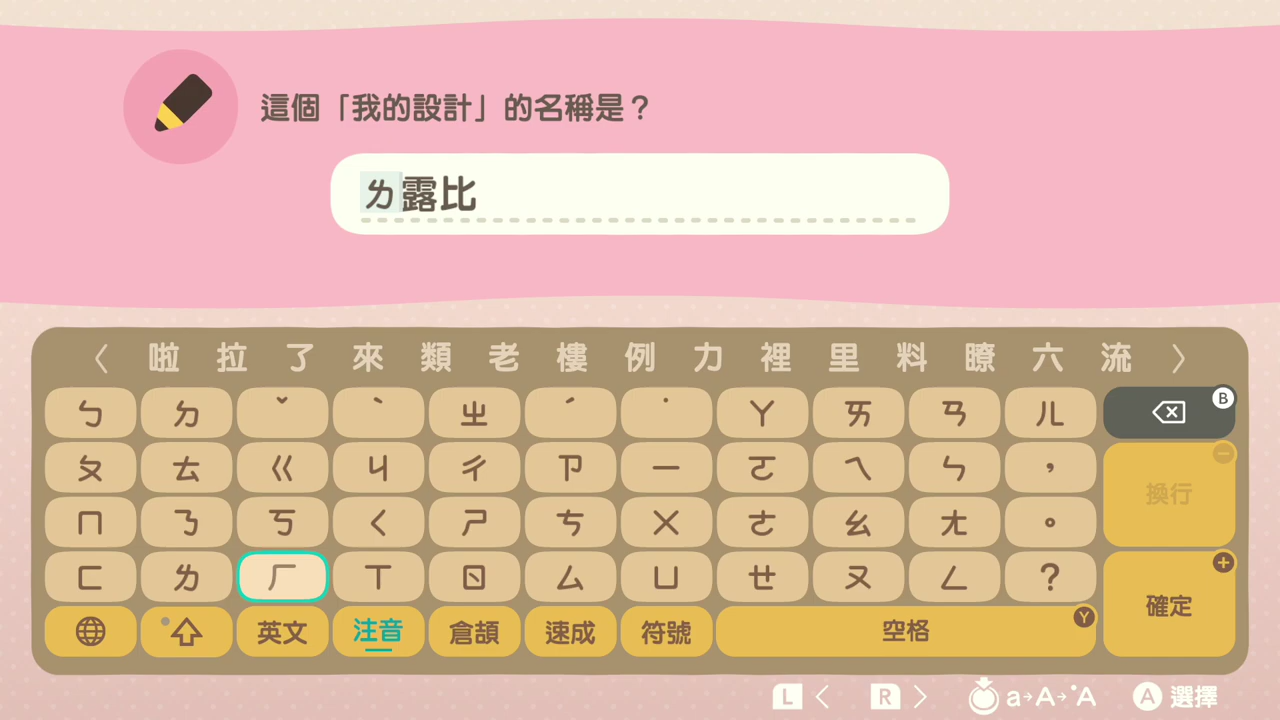 這個「我的設計」的名稱是？
ㄌ露比
〈 啦 拉 了 來 類 老 樓 例 力 裡 里 料 瞭 六 流 〉
ㄅ ㄉ ˇ ˋ ㄓ ˊ ˙ ㄚ ㄞ ㄢ ㄦ B
ㄆ ㄊ ㄍ ㄐ ㄔ ㄗ ㄧ ㄛ ㄟ ㄣ ， 換行 −
ㄇ ㄋ ㄎ ㄑ ㄕ ㄘ ㄨ ㄜ ㄠ ㄤ 。
ㄈ ㄌ ㄏ ㄒ ㄖ ㄙ ㄩ ㄝ ㄡ ㄥ ？ 確定 +
英文 注音 倉頡 速成 符號 空格 Y
L 〈 R 〉 a→A→•A A 選擇